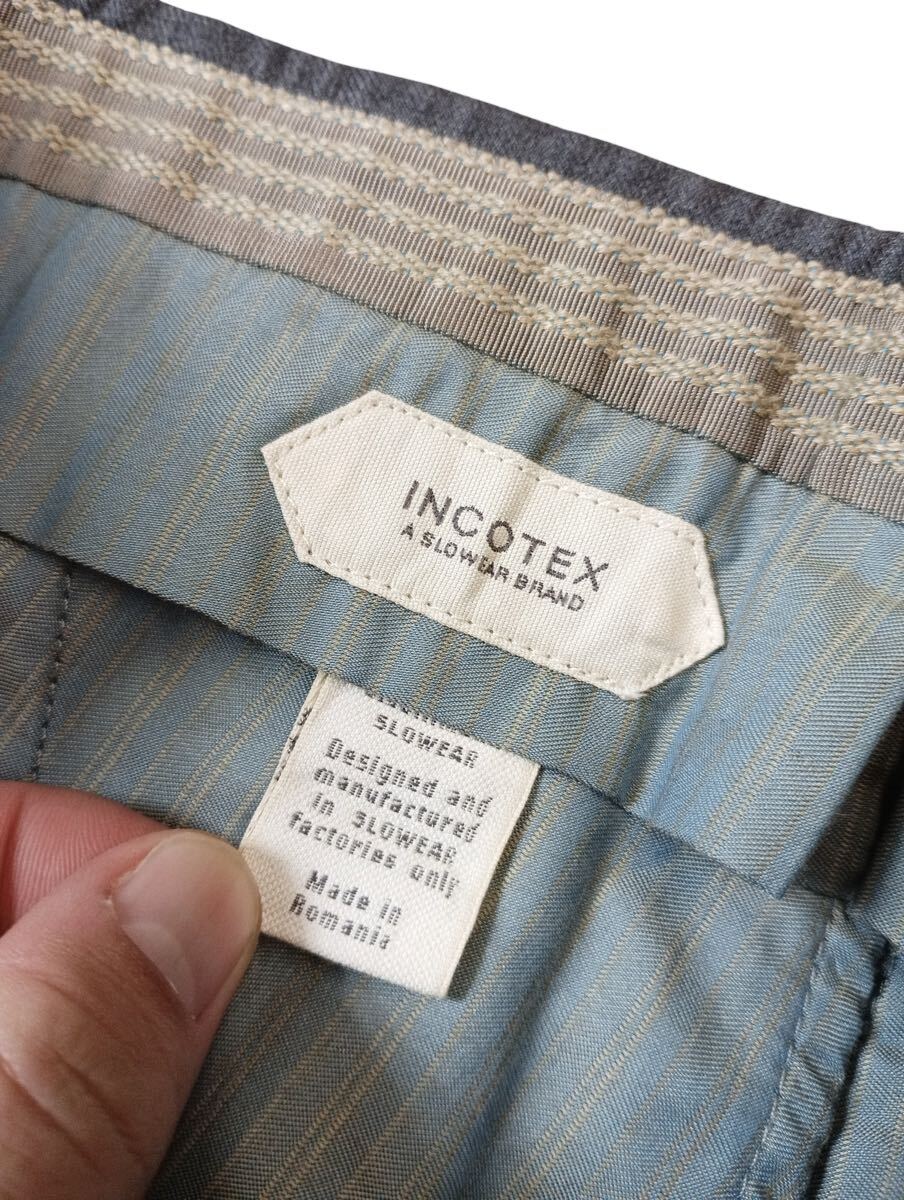 INCOTEX
A SLOWEAR BRAND
SLOWEAR
Designed and
manufactured
in SLOWEAR
factories only
Made in
Romania